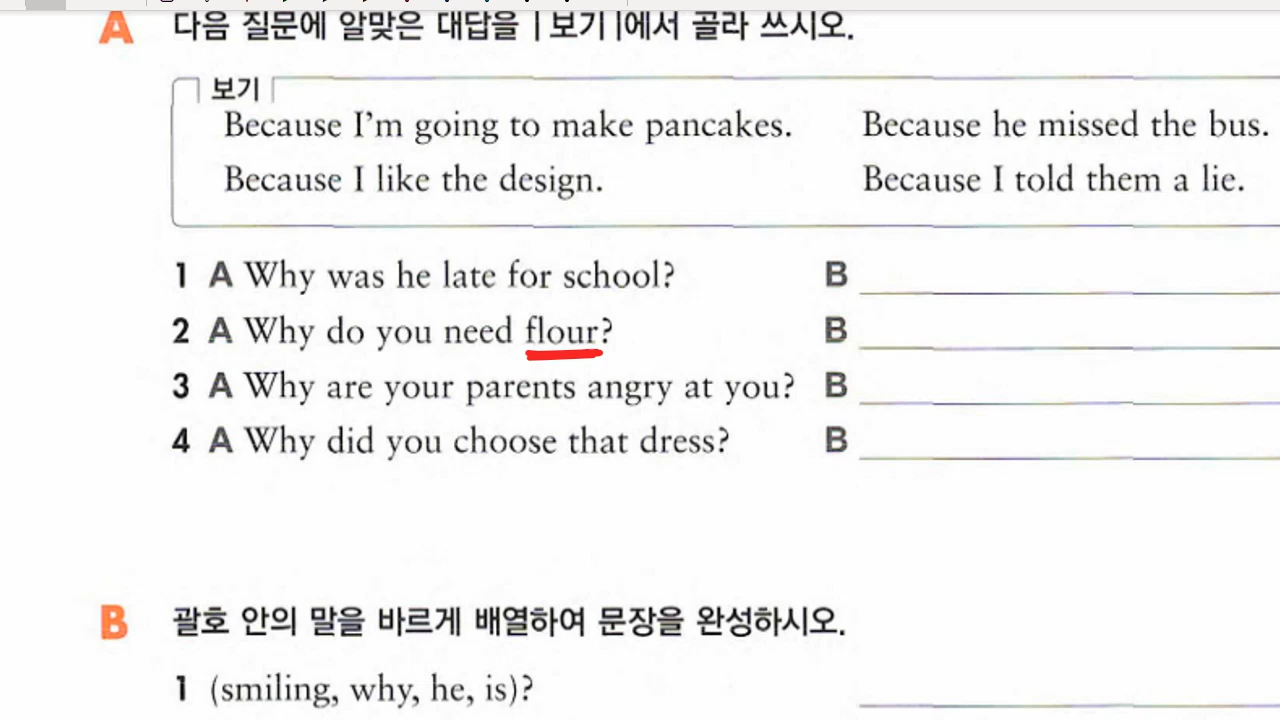 A 다음 질문에 알맞은 대답을 | 보기 |에서 골라 쓰시오.
보기
Because I'm going to make pancakes. Because he missed the bus.
Because I like the design. Because I told them a lie.
1 A Why was he late for school? B
2 A Why do you need flour? B
3 A Why are your parents angry at you? B
4 A Why did you choose that dress? B
B 괄호 안의 말을 바르게 배열하여 문장을 완성하시오.
1 (smiling, why, he, is)?